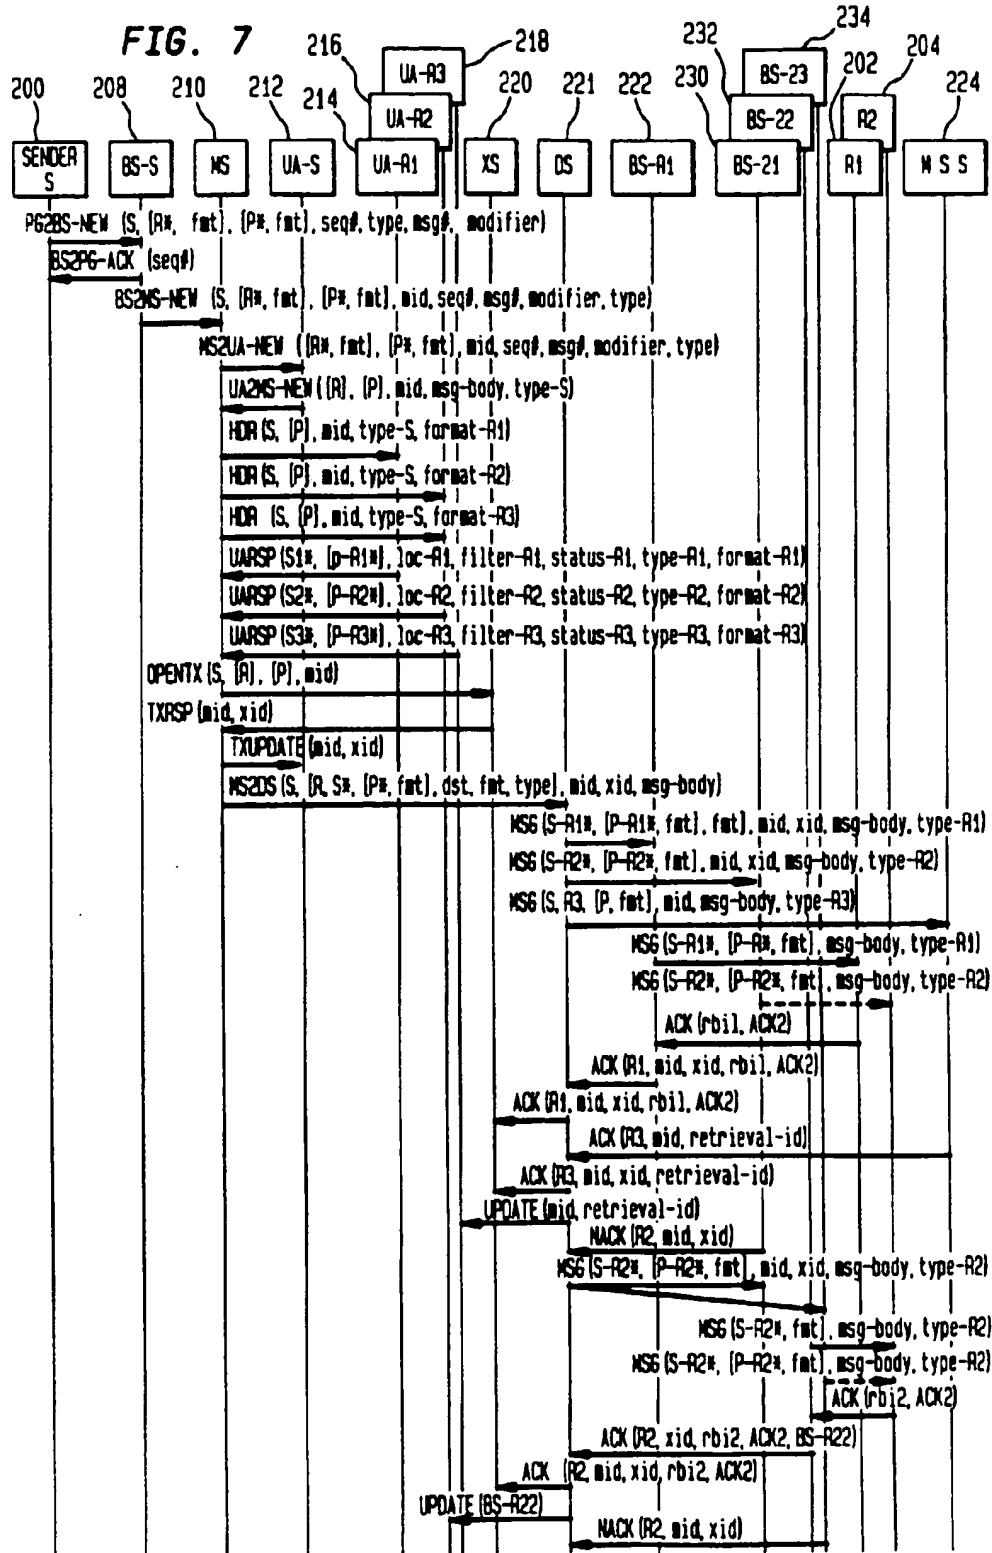 FIG. 7
216
218
UA-R3
232
234
BS-23
204
200
208
210
212
214
UA-R2
220
221
222
230
BS-22
202
R2
224
SENDER
S
BS-S
MS
UA-S
UA-R1
XS
DS
BS-R1
BS-21
R1
M S S
PG2BS-NEW (S, [R*, fmt], [P*, fmt], seq#, type, msg#, modifier)
BS2PG-ACK (seq#)
BS2MS-NEW (S, [R*, fmt], [P*, fmt], mid, seq#, msg#, modifier, type)
MS2UA-NEW ([R*, fmt], [P*, fmt], mid, seq#, msg#, modifier, type)
UA2MS-NEW ([R], [P], mid, msg-body, type-S)
HDR (S, [P], mid, type-S, format-R1)
HDR (S, [P], mid, type-S, format-R2)
HDR (S, [P], mid, type-S, format-R3)
UARSP (S1*, [p-R1*], loc-R1, filter-R1, status-R1, type-R1, format-R1)
UARSP (S2*, [P-R2*], loc-R2, filter-R2, status-R2, type-R2, format-R2)
UARSP (S3*, [P-R3*], loc-R3, filter-R3, status-R3, type-R3, format-R3)
OPENTX (S, [R], [P], mid)
TXRSP (mid, xid)
TXUPDATE (mid, xid)
MS2DS (S, [R, S*, [P*, fmt], dst, fmt, type], mid, xid, msg-body)
MSG (S-R1*, [P-R1*, fmt], fmt], mid, xid, msg-body, type-R1)
MSG (S-R2*, [P-R2*, fmt], mid, xid, msg-body, type-R2)
MSG (S, R3, [P, fmt], mid, msg-body, type-R3)
MSG (S-R1*, [P-R*, fmt], msg-body, type-R1)
MSG (S-R2*, [P-R2*, fmt], msg-body, type-R2)
ACK (rbi1, ACK2)
ACK (R1, mid, xid, rbi1, ACK2)
ACK (R1, mid, xid, rbi1, ACK2)
ACK (R3, mid, retrieval-id)
ACK (R3, mid, xid, retrieval-id)
UPDATE (mid, retrieval-id)
NACK (R2, mid, xid)
MSG (S-R2*, [P-R2*, fmt], mid, xid, msg-body, type-R2)
MSG (S-R2*, fmt], msg-body, type-R2)
MSG (S-R2*, [P-R2*, fmt], msg-body, type-R2)
ACK (rbi2, ACK2)
ACK (R2, xid, rbi2, ACK2, BS-R22)
ACK (R2, mid, xid, rbi2, ACK2)
UPDATE (BS-R22)
NACK (R2, mid, xid)